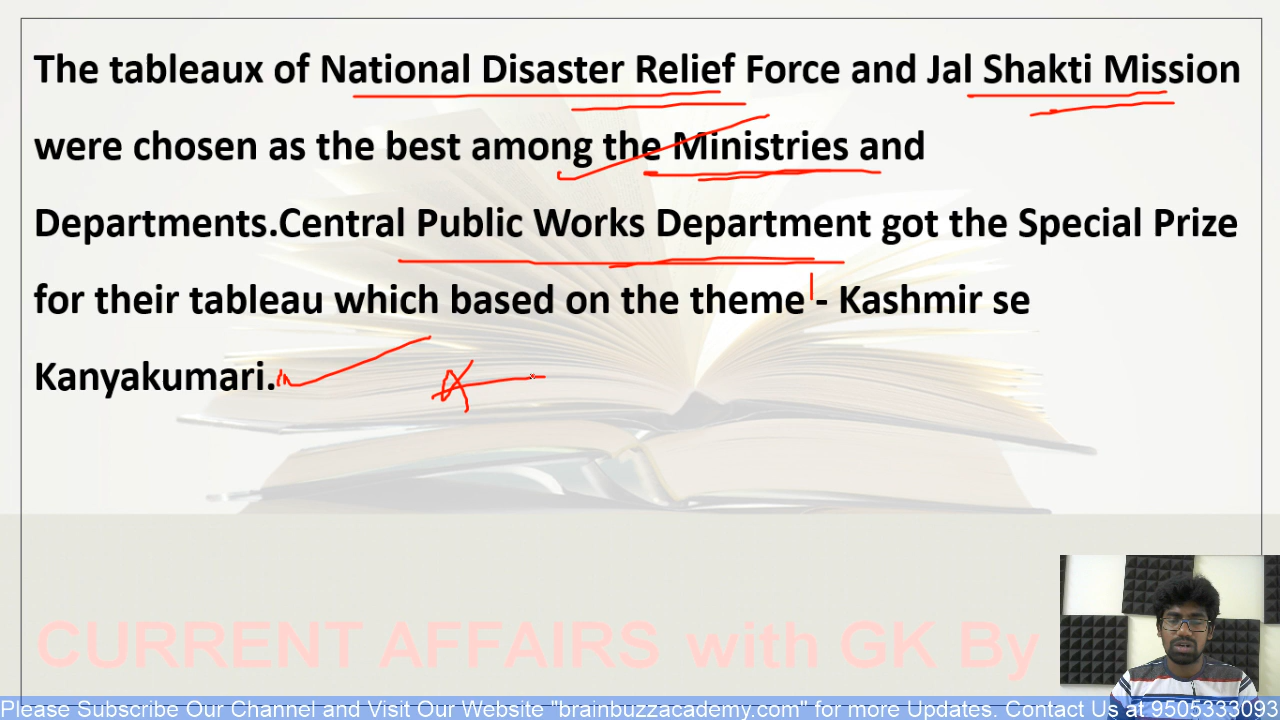 The tableaux of National Disaster Relief Force and Jal Shakti Mission
were chosen as the best among the Ministries and
Departments.Central Public Works Department got the Special Prize
for their tableau which based on the theme - Kashmir se
Kanyakumari.
CURRENT AFFAIRS with GK By
Please Subscribe Our Channel and Visit Our Website "brainbuzzacademy.com" for more Updates. Contact Us at 9505333093